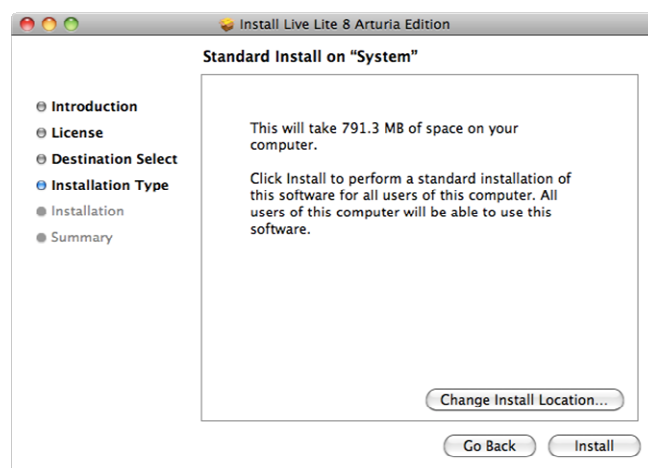 Install Live Lite 8 Arturia Edition
Standard Install on “System”
Introduction
License
Destination Select
Installation Type
Installation
Summary
This will take 791.3 MB of space on your
computer.
Click Install to perform a standard installation of
this software for all users of this computer. All
users of this computer will be able to use this
software.
Change Install Location...
Go Back
Install